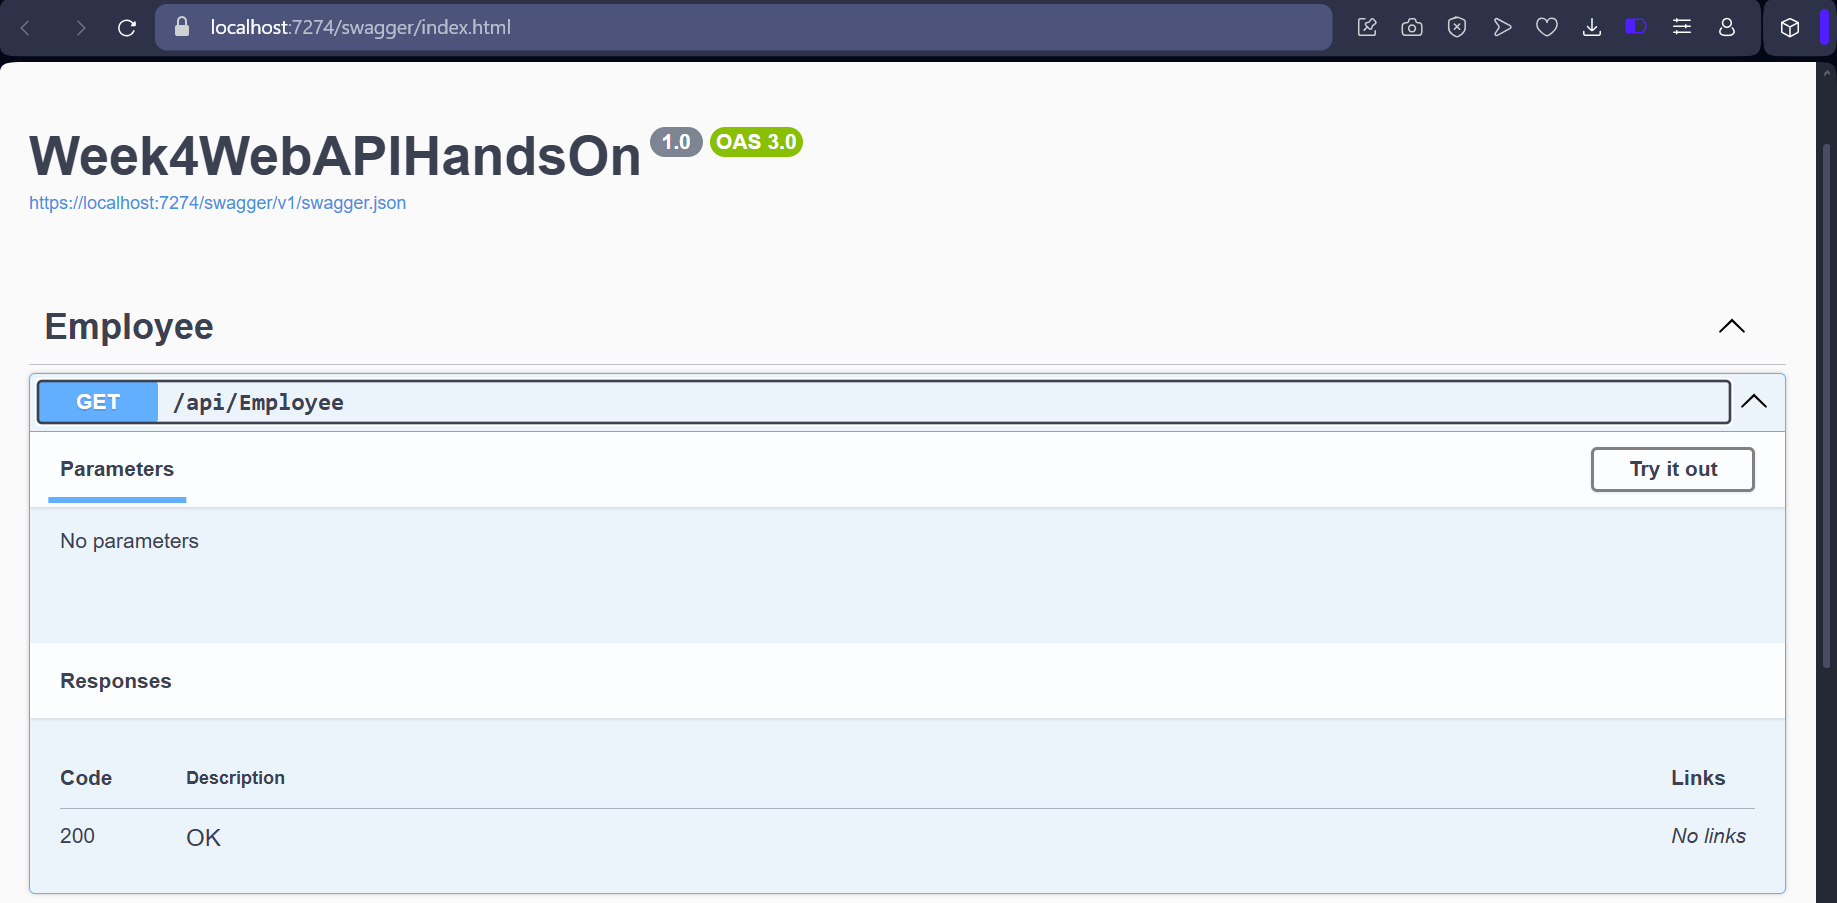 localhost:7274/swagger/index.html
Week4WebAPIHandsOn 1.0 OAS 3.0
https://localhost:7274/swagger/v1/swagger.json
Employee
GET /api/Employee
Parameters Try it out
No parameters
Responses
Code Description Links
200 OK No links